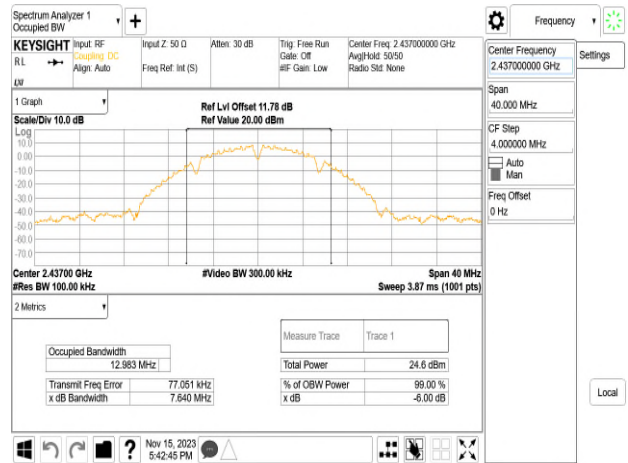 Spectrum Analyzer 1
Occupied BW
KEYSIGHT
Input: RF
Input Z: 50 Ω
Atten: 30 dB
Trig: Free Run
Center Freq: 2.437000000 GHz
RL
Coupling: DC
Gate: Off
Avg|Hold: 50/50
Align: Auto
Freq Ref: Int (S)
#IF Gain: Low
Radio Std: None
1 Graph
Scale/Div 10.0 dB
Ref Lvl Offset 11.78 dB
Ref Value 20.00 dBm
Log
10.0
0.00
-10.0
-20.0
-30.0
-40.0
-50.0
-60.0
-70.0
Center 2.43700 GHz
#Video BW 300.00 kHz
Span 40 MHz
#Res BW 100.00 kHz
Sweep 3.87 ms (1001 pts)
2 Metrics
Measure Trace
Trace 1
Occupied Bandwidth
12.983 MHz
Total Power
24.6 dBm
Transmit Freq Error
77.051 kHz
% of OBW Power
99.00 %
x dB Bandwidth
7.640 MHz
x dB
-6.00 dB
?
Nov 15, 2023
5:42:45 PM
Frequency
Settings
Center Frequency
2.437000000 GHz
Span
40.000 MHz
CF Step
4.000000 MHz
Auto
Man
Freq Offset
0 Hz
Local